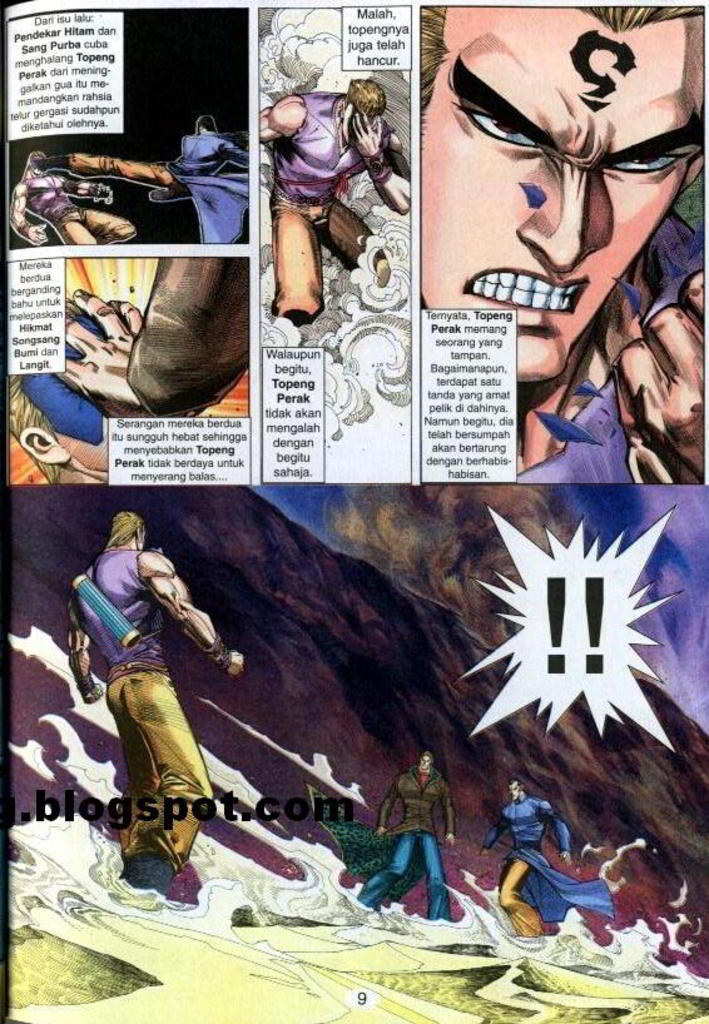 Dari isu lalu:
Pendekar Hitam dan
Sang Purba cuba
menghalang Topeng
Perak dari mening-
galkan gua itu me-
mandangkan rahsia
telur gergasi sudahpun
diketahui olehnya.
Mereka
berdua
berganding
bahu untuk
melepaskan
Hikmat
Songsang
Bumi dan
Langit.
Serangan mereka berdua
itu sungguh hebat sehingga
menyebabkan Topeng
Perak tidak berdaya untuk
menyerang balas....
Malah,
topengnya
juga telah
hancur.
Walaupun
begitu,
Topeng
Perak
tidak akan
mengalah
dengan
begitu
sahaja.
Ternyata, Topeng
Perak memang
seorang yang
tampan.
Bagaimanapun,
terdapat satu
tanda yang amat
pelik di dahinya.
Namun begitu, dia
telah bersumpah
akan bertarung
dengan berhabis-
habisan.
!!
g.blogspot.com
9